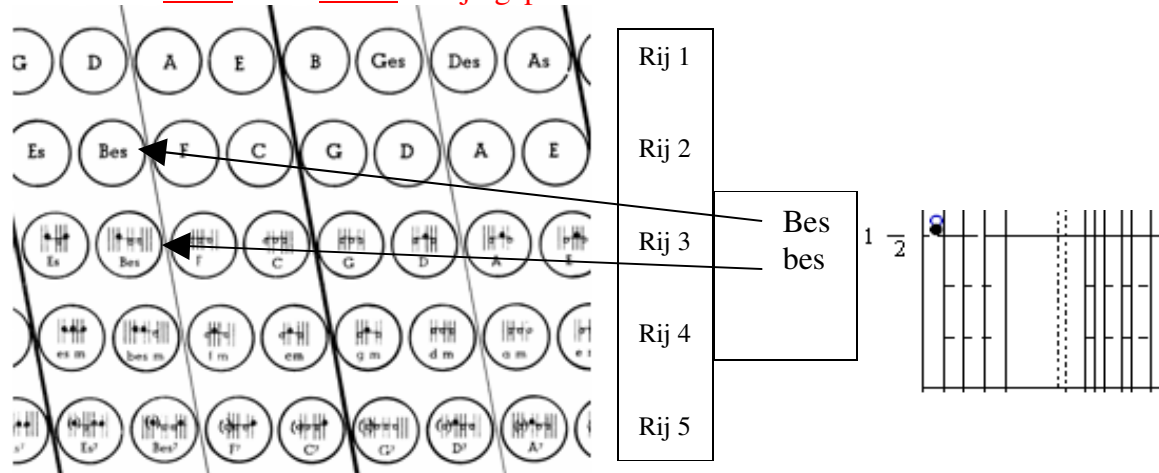 G D A E B Ges Des As
Rij 1
Es Bes F C G D A E
Rij 2
Bes
bes
Es Bes F C G D A E
Rij 3
1 2
es m bes m f m cm g m d m a m e
Rij 4
Es⁷ Bes⁷ F⁷ C⁷ G⁷ D⁷ A⁷
Rij 5